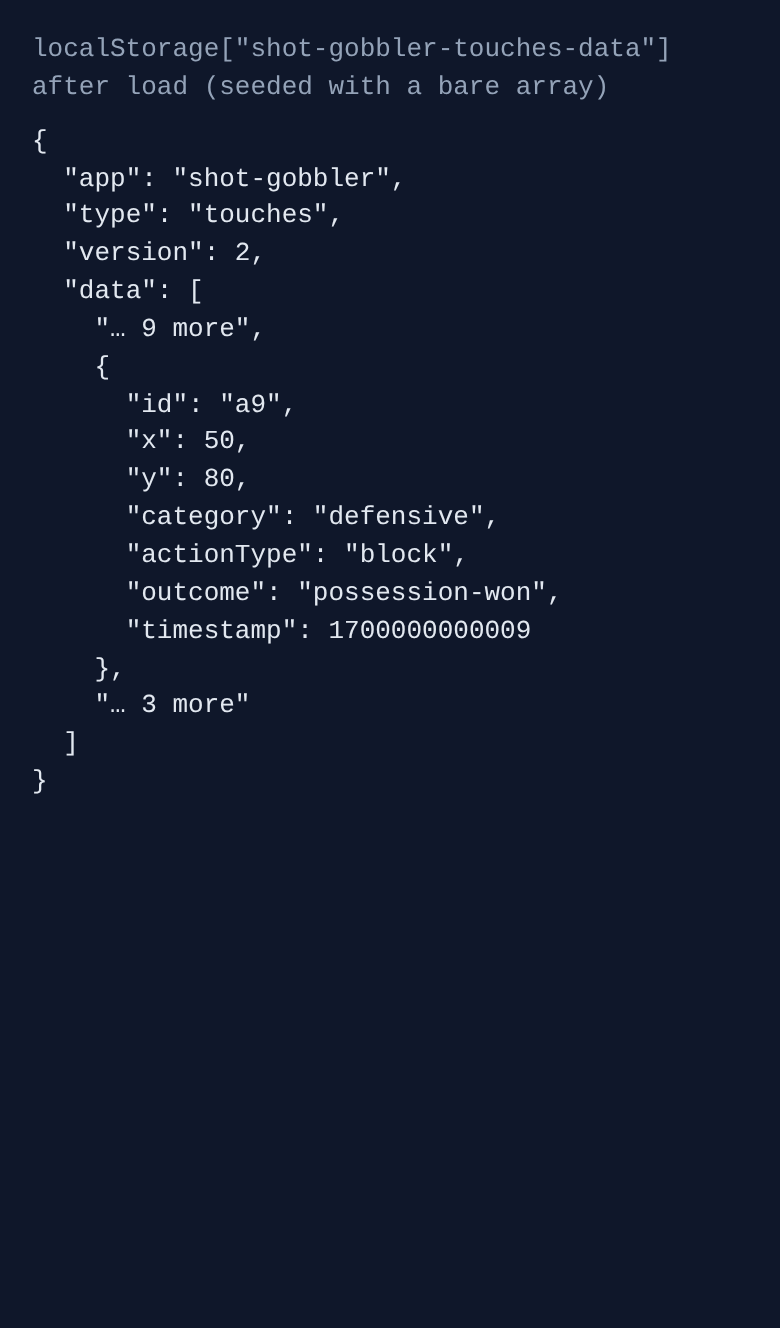 localStorage["shot-gobbler-touches-data"]
after load (seeded with a bare array)
{
  "app": "shot-gobbler",
  "type": "touches",
  "version": 2,
  "data": [
    "… 9 more",
    {
      "id": "a9",
      "x": 50,
      "y": 80,
      "category": "defensive",
      "actionType": "block",
      "outcome": "possession-won",
      "timestamp": 1700000000009
    },
    "… 3 more"
  ]
}